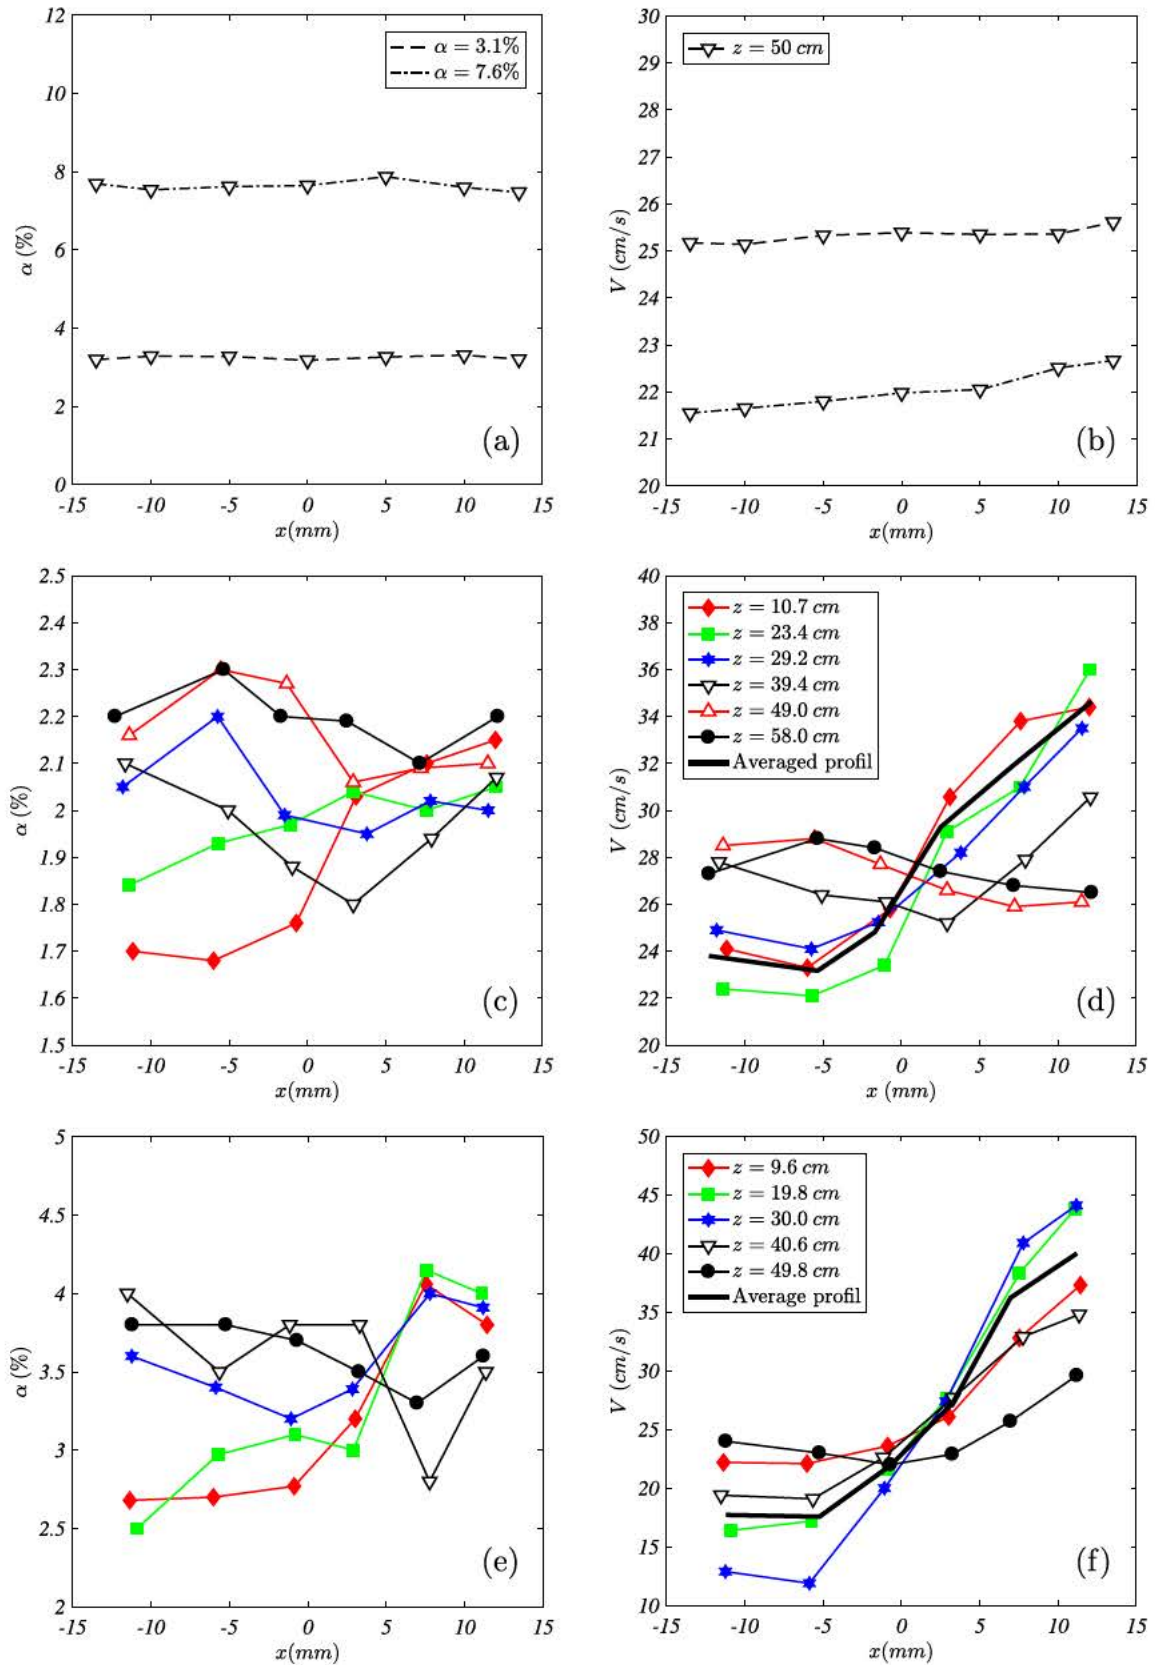 12
10
8
6
4
2
0
α (%)
α = 3.1%
α = 7.6%
(a)
-15 -10 -5 0 5 10 15
x(mm)
30
29
28
27
26
25
24
23
22
21
20
V (cm/s)
z = 50 cm
(b)
-15 -10 -5 0 5 10 15
x(mm)
2.5
2.4
2.3
2.2
2.1
2
1.9
1.8
1.7
1.6
1.5
α (%)
(c)
-15 -10 -5 0 5 10 15
x(mm)
40
38
36
34
32
30
28
26
24
22
20
V (cm/s)
z = 10.7 cm
z = 23.4 cm
z = 29.2 cm
z = 39.4 cm
z = 49.0 cm
z = 58.0 cm
Averaged profil
(d)
-15 -10 -5 0 5 10 15
x (mm)
5
4.5
4
3.5
3
2.5
2
α (%)
(e)
-15 -10 -5 0 5 10 15
x(mm)
50
45
40
35
30
25
20
15
10
V (cm/s)
z = 9.6 cm
z = 19.8 cm
z = 30.0 cm
z = 40.6 cm
z = 49.8 cm
Average profil
(f)
-15 -10 -5 0 5 10 15
x(mm)